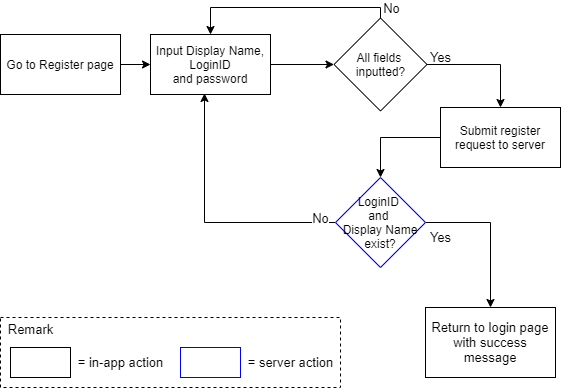 No
Go to Register page
Input Display Name,
LoginID
and password
All fields
inputted?
Yes
Submit register
request to server
LoginID
and
Display Name
exist?
No
Yes
Return to login page
with success
message
Remark
= in-app action
= server action